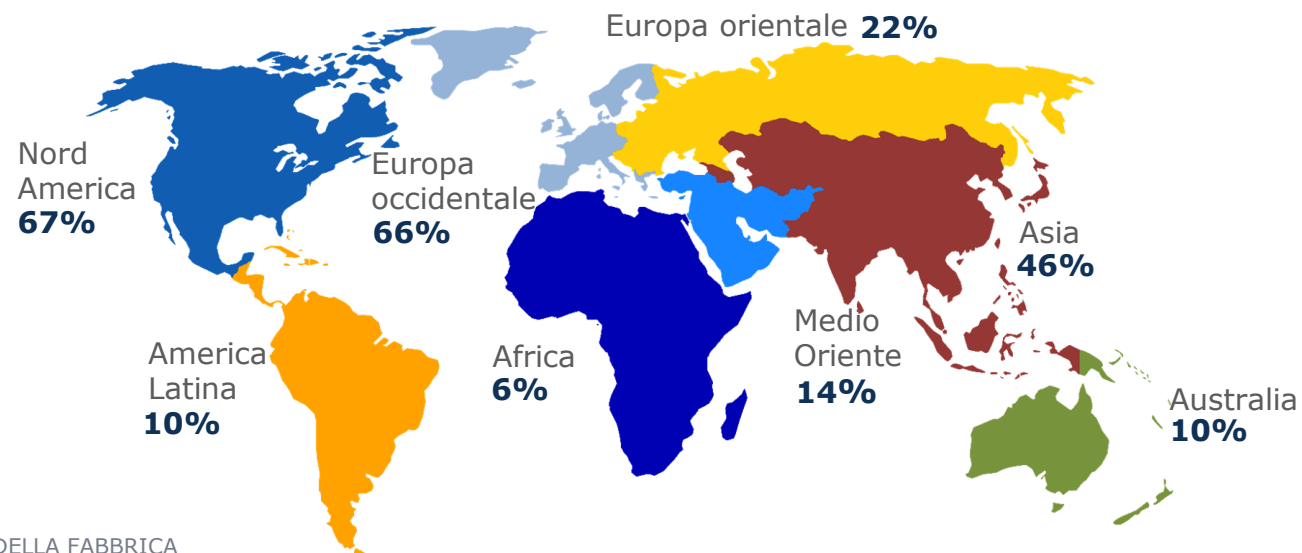 Europa orientale 22%
Nord
America
67%
Europa
occidentale
66%
Asia
46%
Medio
Oriente
14%
America
Latina
10%
Africa
6%
Australia
10%
DELLA FABBRICA